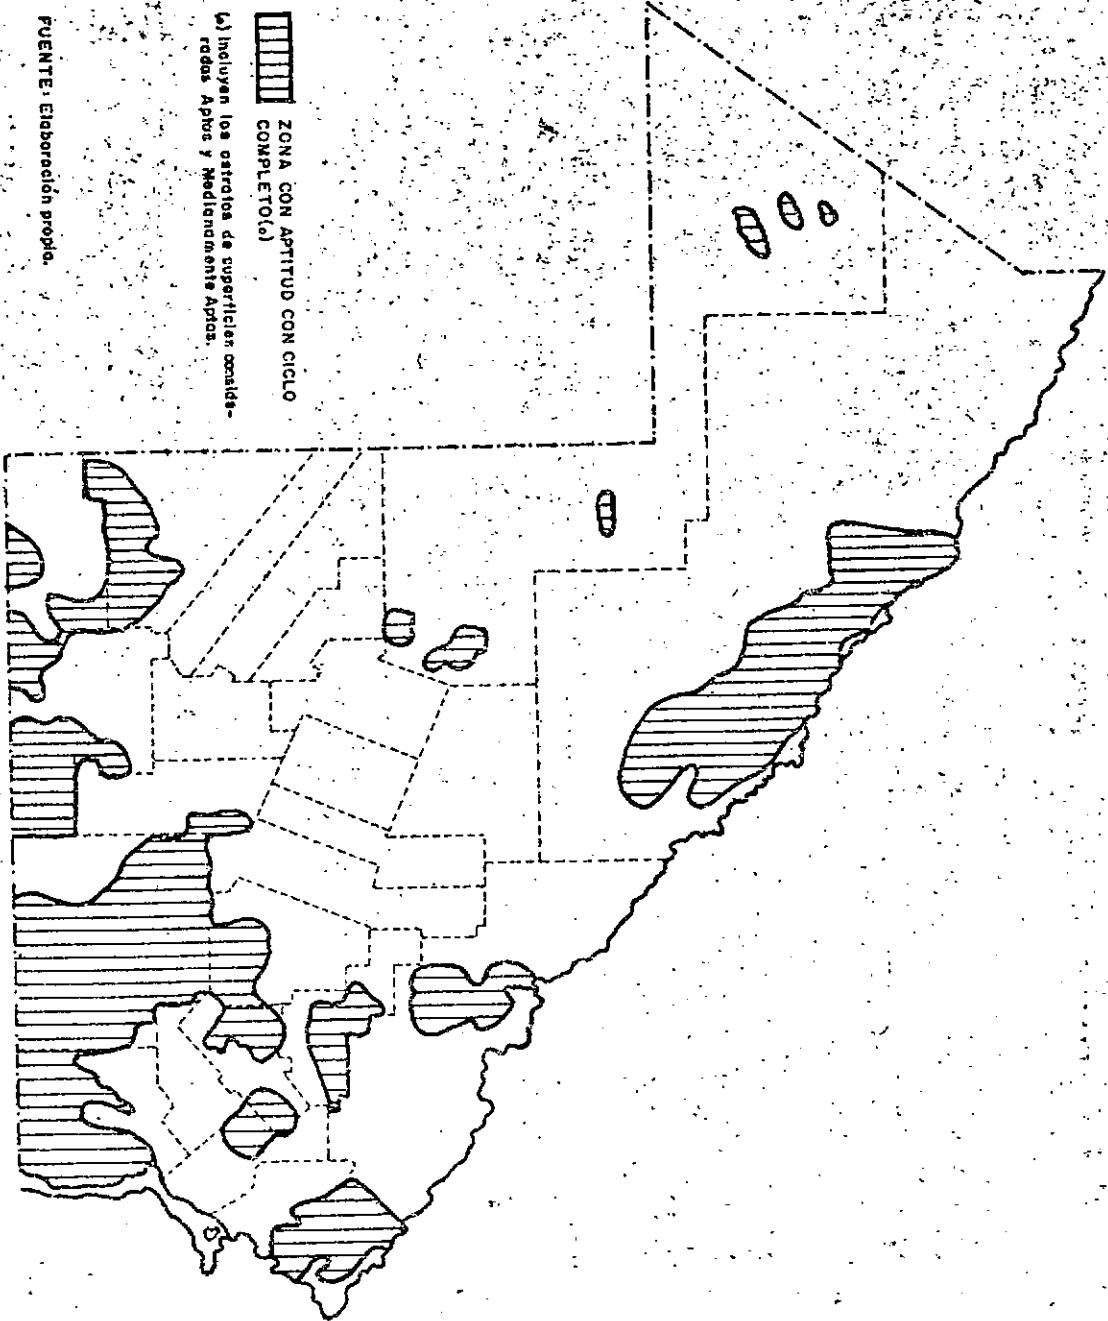 ZONA CON APTITUD CON CICLO
COMPLETO(a)
(a) Incluyen los estratos de superficies conside-
radas Aptas y Medianamente Aptas.
FUENTE: Elaboración propia.